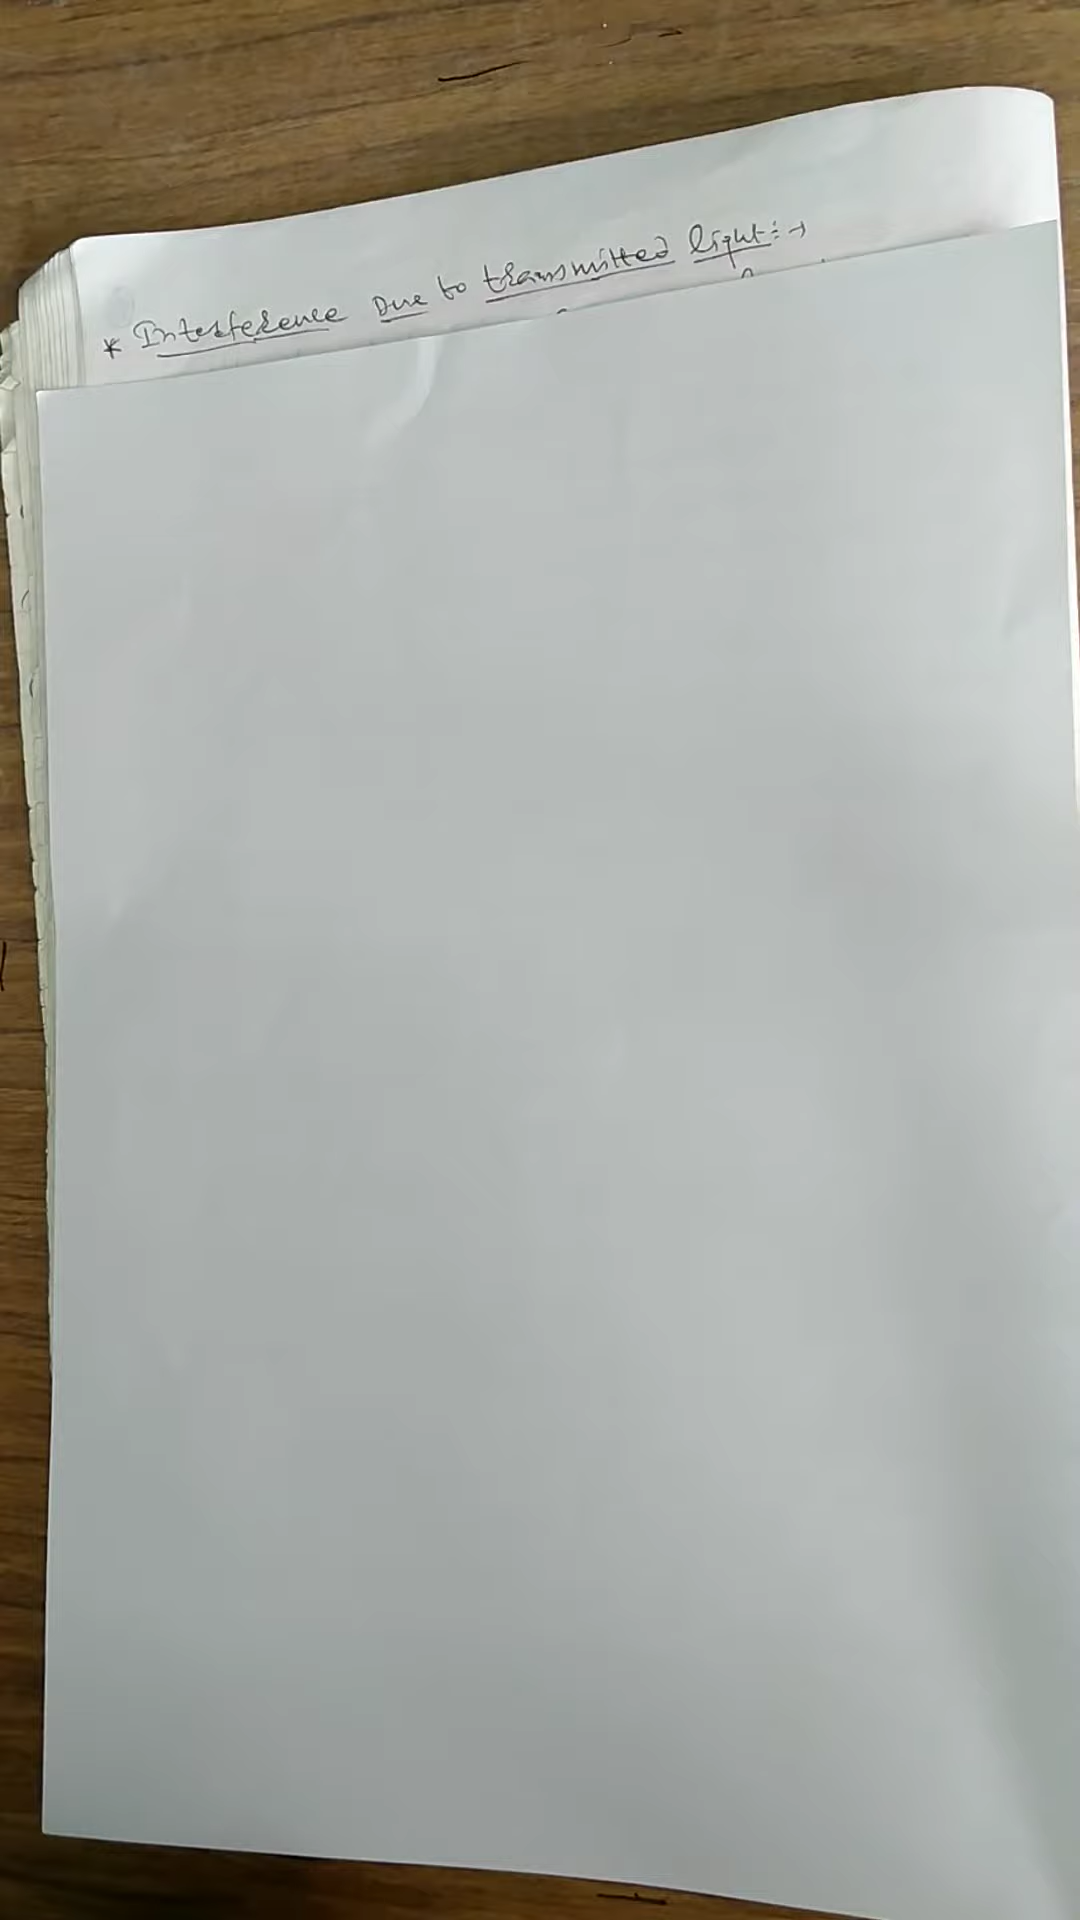 * Interference Due to transmitted light :→